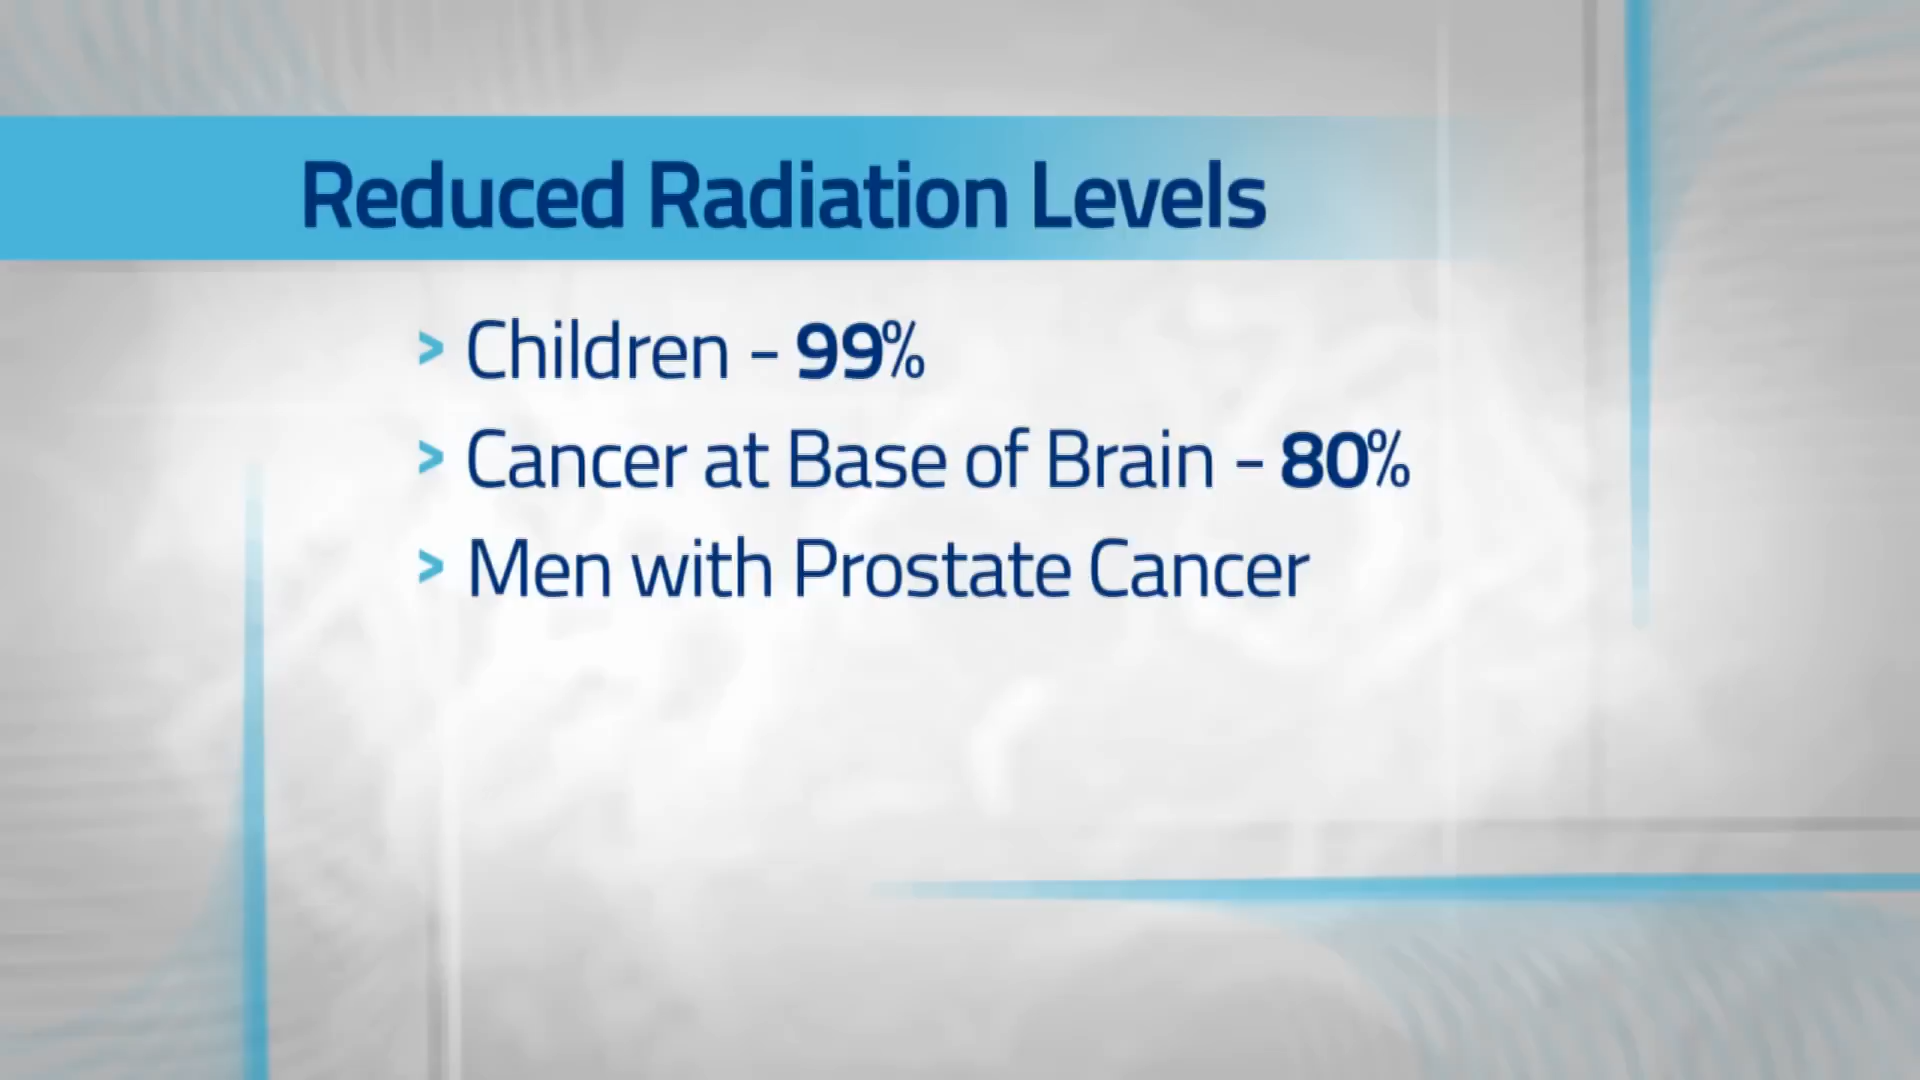 Reduced Radiation Levels
> Children - 99%
> Cancer at Base of Brain - 80%
> Men with Prostate Cancer